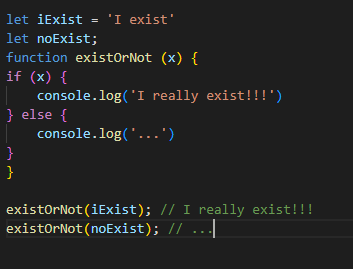 let iExist = 'I exist'
let noExist;
function existOrNot (x) {
if (x) {
    console.log('I really exist!!!')
} else {
    console.log('...')
}
}

existOrNot(iExist); // I really exist!!!
existOrNot(noExist); // ...